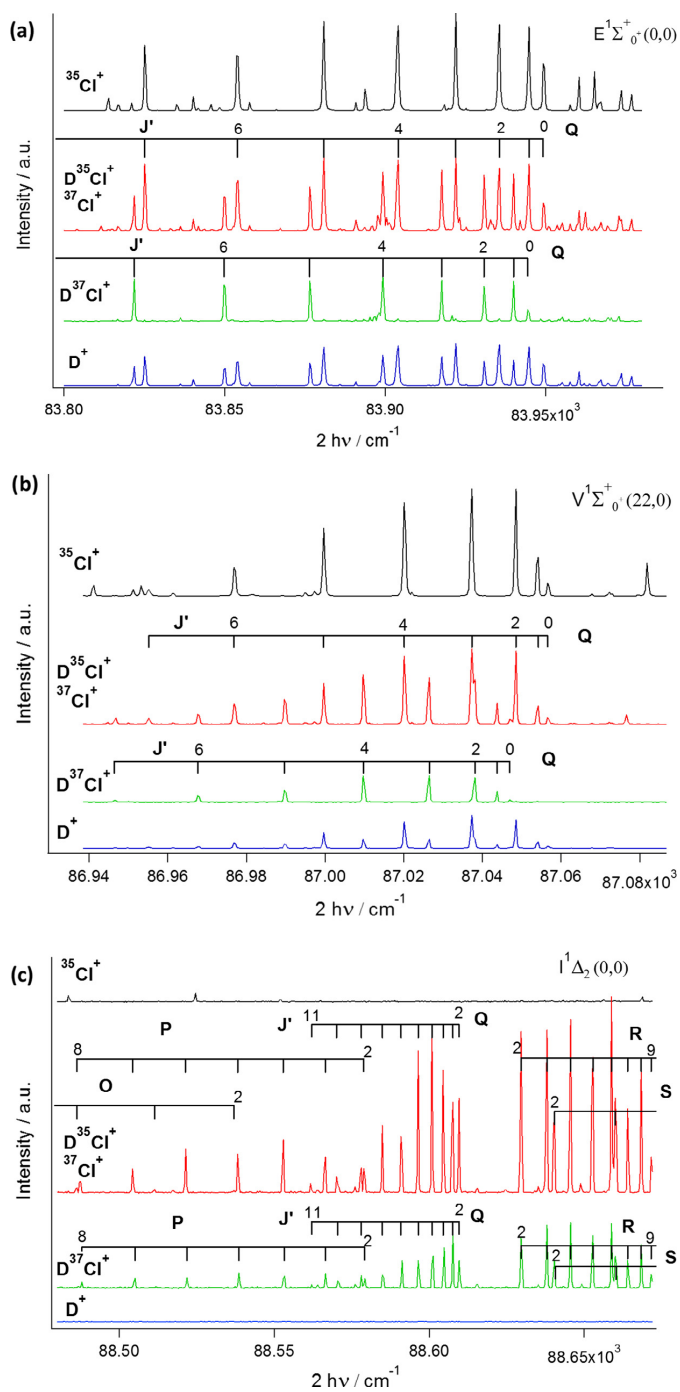 (a)
E¹Σ⁺₀⁺(0,0)
³⁵Cl⁺
J' 6 4 2 0 Q
D³⁵Cl⁺
³⁷Cl⁺
J' 6 4 2 0 Q
D³⁷Cl⁺
D⁺
Intensity / a.u.
83.80 83.85 83.90 83.95x10³
2 hν / cm⁻¹
(b)
V¹Σ⁺₀⁺(22,0)
³⁵Cl⁺
J' 6 4 2 0 Q
D³⁵Cl⁺
³⁷Cl⁺
J' 6 4 2 0 Q
D³⁷Cl⁺
D⁺
Intensity / a.u.
86.94 86.96 86.98 87.00 87.02 87.04 87.06 87.08x10³
2 hν / cm⁻¹
(c)
I¹Δ₂(0,0)
³⁵Cl⁺
P J' 11 2 Q
8 2 2 R 9
O 2 2 S
D³⁵Cl⁺
³⁷Cl⁺
P J' 11 2 Q
8 2 2 R 9
2 S
D³⁷Cl⁺
D⁺
Intensity / a.u.
88.50 88.55 88.60 88.65x10³
2 hν / cm⁻¹